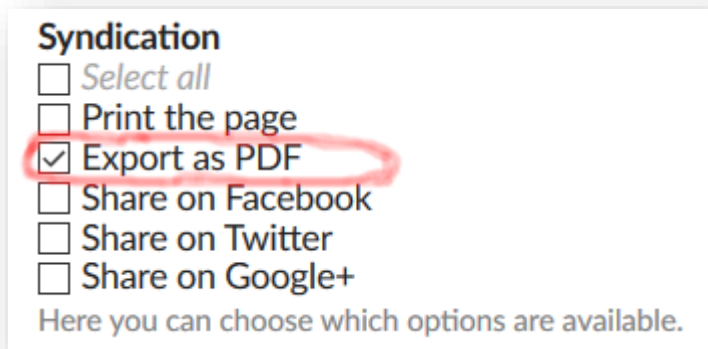 Syndication
Select all
Print the page
Export as PDF
Share on Facebook
Share on Twitter
Share on Google+
Here you can choose which options are available.